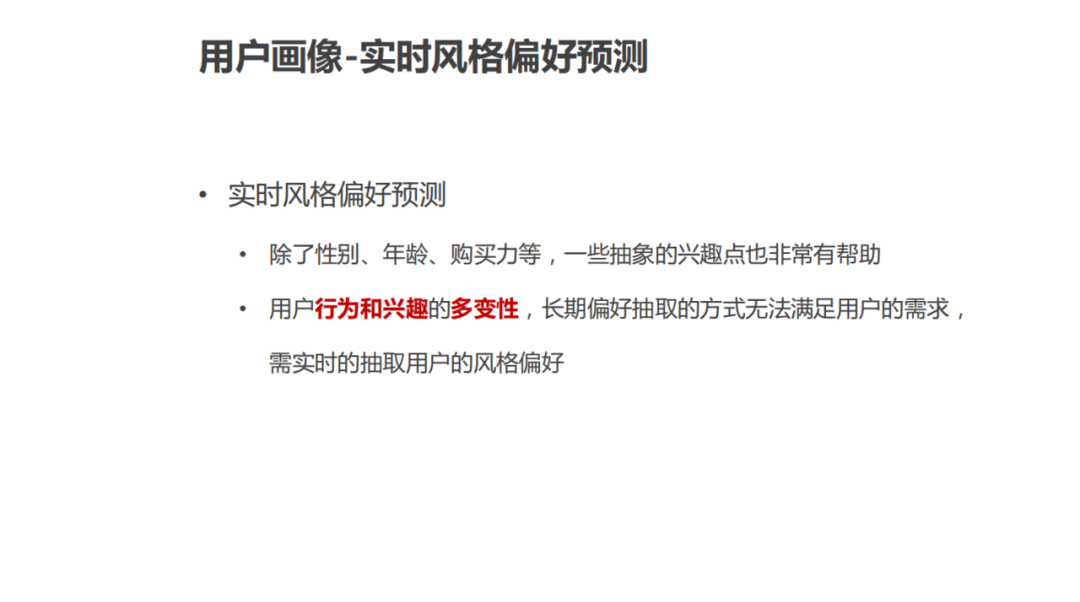 用户画像-实时风格偏好预测
• 实时风格偏好预测
• 除了性别、年龄、购买力等，一些抽象的兴趣点也非常有帮助
• 用户行为和兴趣的多变性，长期偏好抽取的方式无法满足用户的需求，
需实时的抽取用户的风格偏好